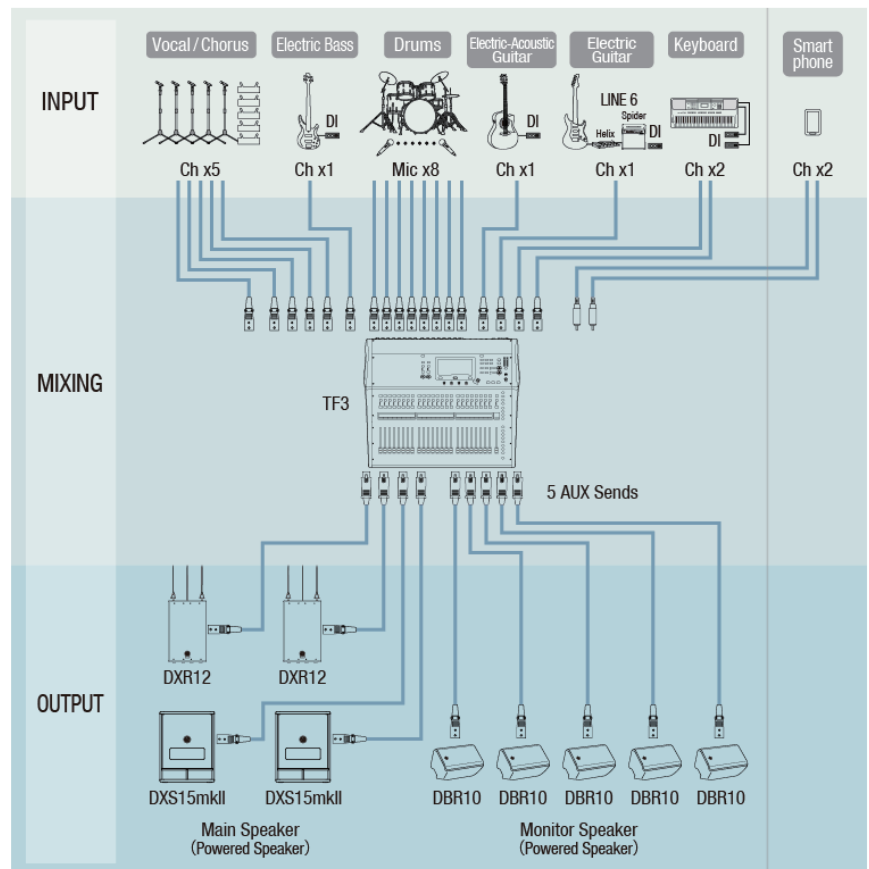 Vocal / Chorus
Electric Bass
Drums
Electric-Acoustic
Guitar
Electric
Guitar
Keyboard
Smart
phone
INPUT
DI
DI
LINE 6
Spider
Helix
DI
DI
Ch x5
Ch x1
Mic x8
Ch x1
Ch x1
Ch x2
Ch x2
MIXING
TF3
5 AUX Sends
OUTPUT
DXR12
DXR12
DXS15mkII
DXS15mkII
DBR10
DBR10
DBR10
DBR10
DBR10
Main Speaker
(Powered Speaker)
Monitor Speaker
(Powered Speaker)